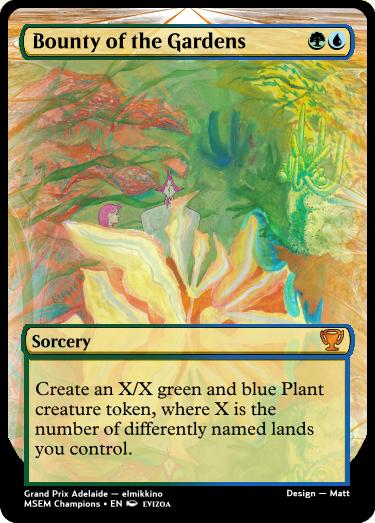 Bounty of the Gardens
Sorcery
Create an X/X green and blue Plant
creature token, where X is the
number of differently named lands
you control.
Grand Prix Adelaide — elmikkino
Design — Matt
MSEM Champions • EN EVIZOA